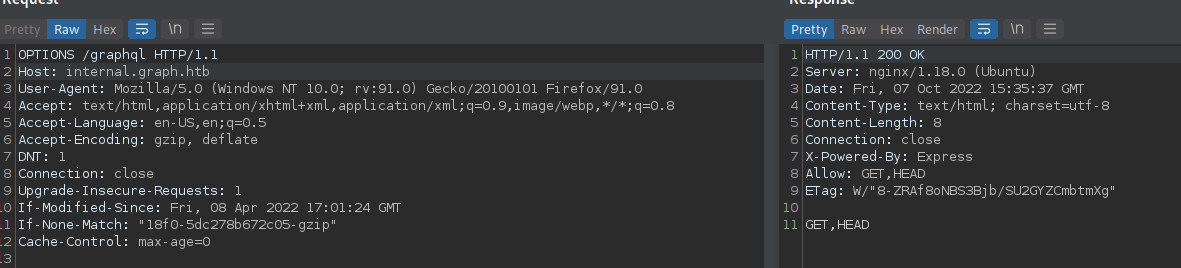 Request
Response
Pretty Raw Hex \n
Pretty Raw Hex Render \n
1 OPTIONS /graphql HTTP/1.1
2 Host: internal.graph.htb
3 User-Agent: Mozilla/5.0 (Windows NT 10.0; rv:91.0) Gecko/20100101 Firefox/91.0
4 Accept: text/html,application/xhtml+xml,application/xml;q=0.9,image/webp,*/*;q=0.8
5 Accept-Language: en-US,en;q=0.5
6 Accept-Encoding: gzip, deflate
7 DNT: 1
8 Connection: close
9 Upgrade-Insecure-Requests: 1
10 If-Modified-Since: Fri, 08 Apr 2022 17:01:24 GMT
11 If-None-Match: "18f0-5dc278b672c05-gzip"
12 Cache-Control: max-age=0
13
1 HTTP/1.1 200 OK
2 Server: nginx/1.18.0 (Ubuntu)
3 Date: Fri, 07 Oct 2022 15:35:37 GMT
4 Content-Type: text/html; charset=utf-8
5 Content-Length: 8
6 Connection: close
7 X-Powered-By: Express
8 Allow: GET,HEAD
9 ETag: W/"8-ZRAf8oNBS3Bjb/SU2GYZCmbtmXg"
10
11 GET,HEAD